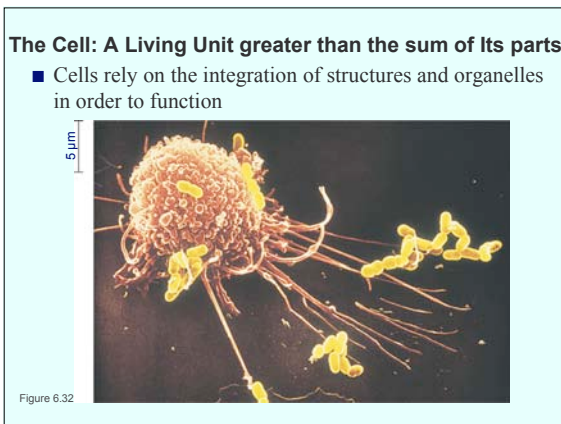 The Cell: A Living Unit greater than the sum of Its parts
■ Cells rely on the integration of structures and organelles
in order to function
5 µm
Figure 6.32